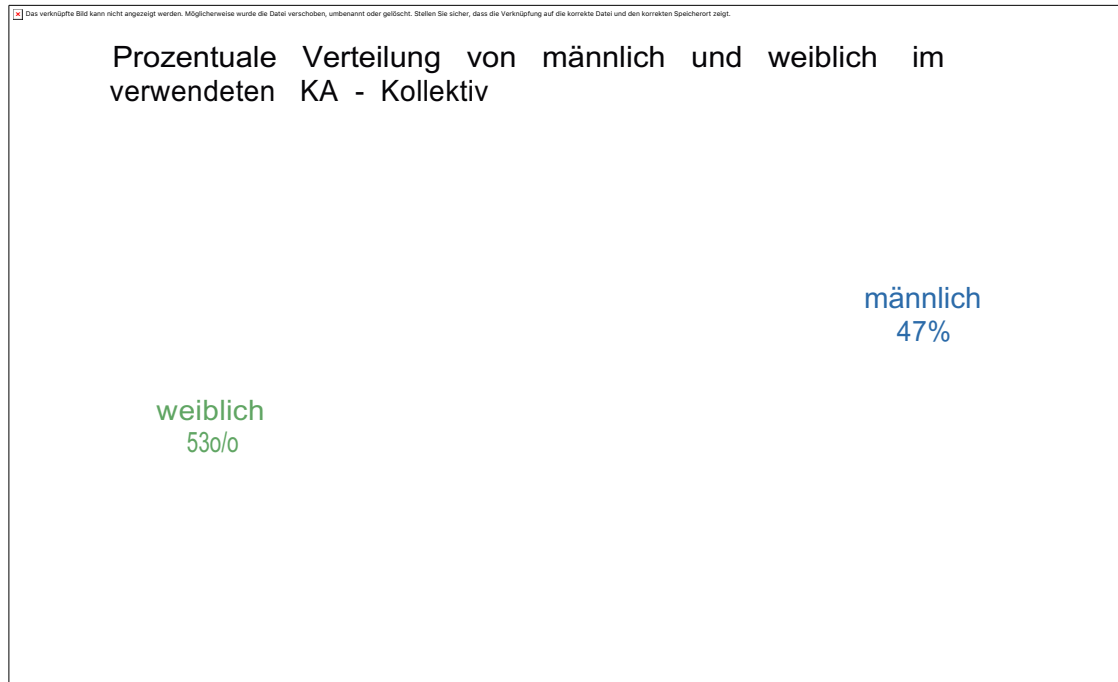 Das verknüpfte Bild kann nicht angezeigt werden. Möglicherweise wurde die Datei verschoben, umbenannt oder gelöscht. Stellen Sie sicher, dass die Verknüpfung auf die korrekte Datei und den korrekten Speicherort zeigt.
Prozentuale Verteilung von männlich und weiblich im
verwendeten KA - Kollektiv
männlich
47%
weiblich
53o/o